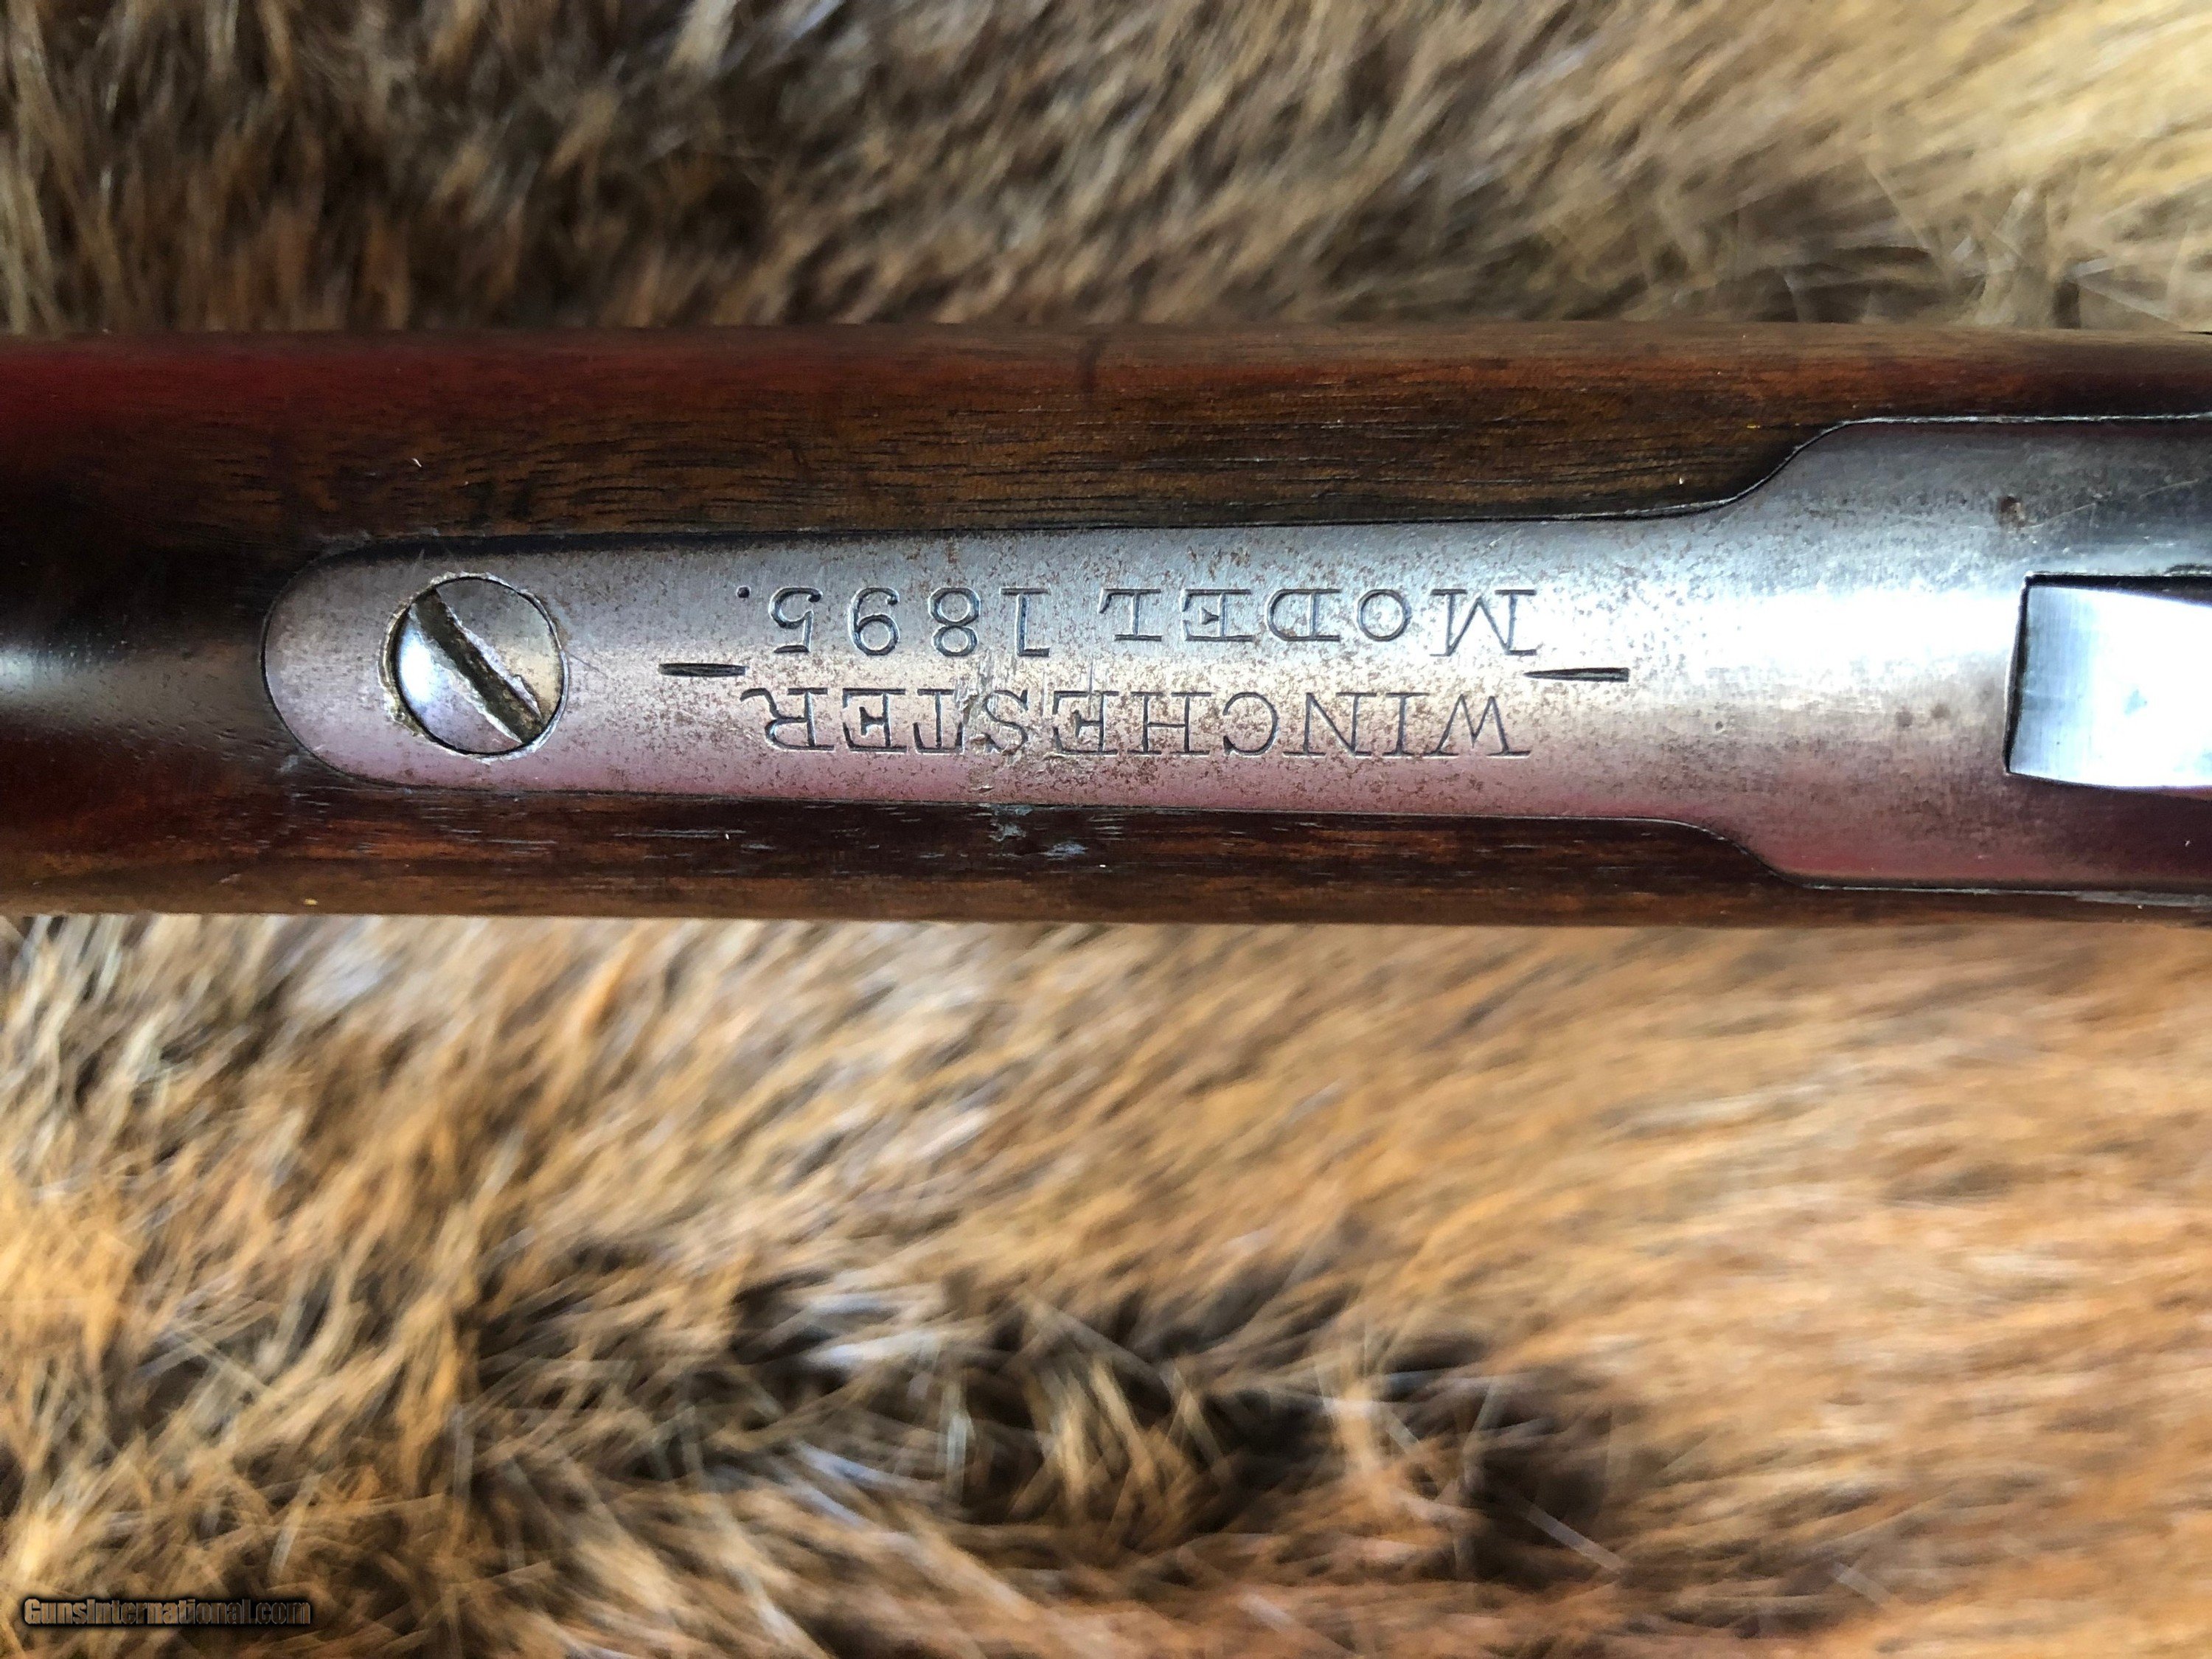 WINCHESTER
MODEL 1895.
GunsInternational.com